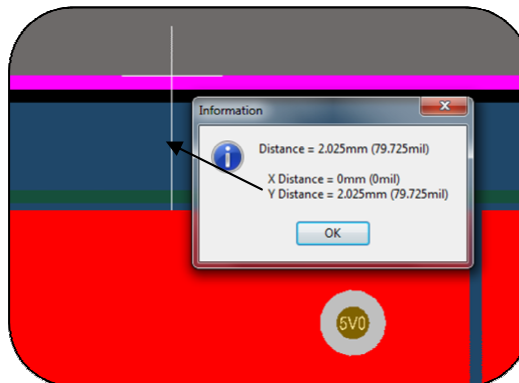 Information
Distance = 2.025mm (79.725mil)
X Distance = 0mm (0mil)
Y Distance = 2.025mm (79.725mil)
OK
5V0